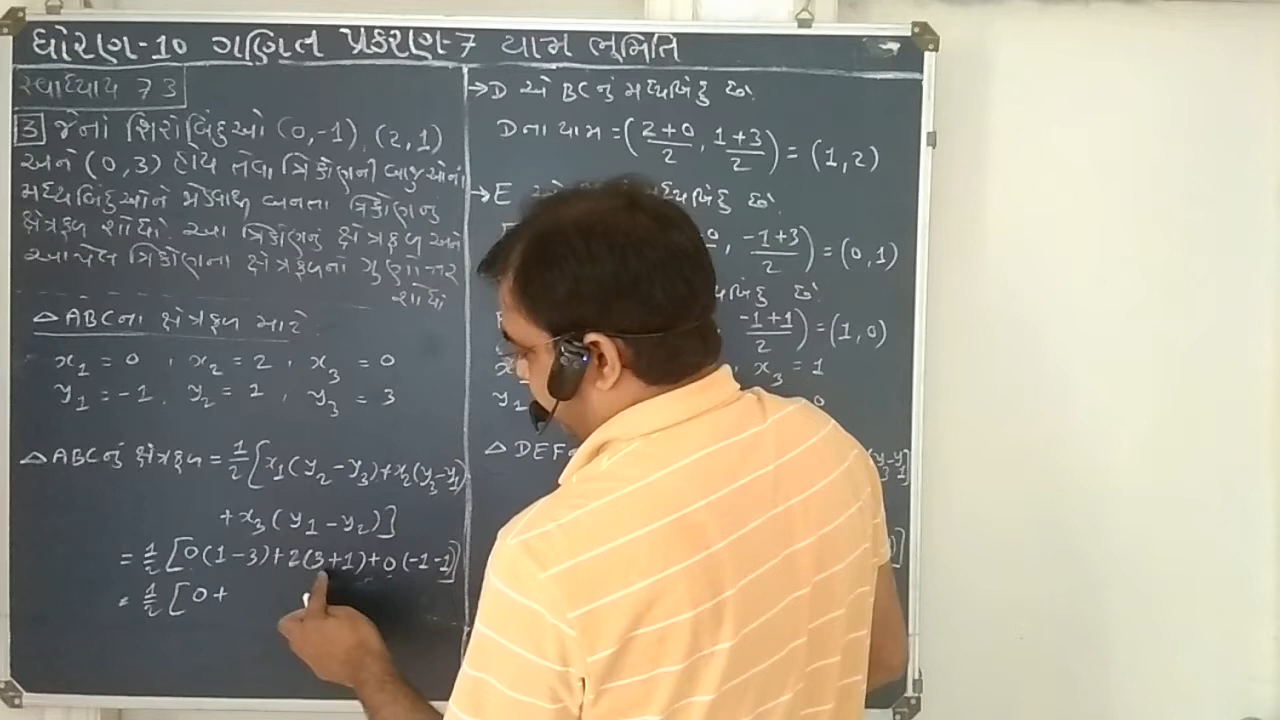 ધોરણ-10 ગણિત પ્રકરણ-7 યામ ભૂમિતિ
સ્વાધ્યાય 7 3
3 જેનાં શિરોબિંદુઓ (0,-1), (2,1)
અને (0,3) હોય તેવા ત્રિકોણની બાજુઓનાં
મધ્યબિંદુઓને જોડવાથી બનતા ત્રિકોણનું
ક્ષેત્રફળ શોધો. આ ત્રિકોણનું ક્ષેત્રફળ અને
આપેલ ત્રિકોણના ક્ષેત્રફળનો ગુણોત્તર
શોધો
△ABCના ક્ષેત્રફળ માટે.
x₁ = 0, x₂ = 2, x₃ = 0
y₁ = -1, y₂ = 1, y₃ = 3
△ABCનું ક્ષેત્રફળ = 1/2 [x₁(y₂-y₃)+x₂(y₃-y₁)
+x₃(y₁-y₂)]
= 1/2 [0(1-3)+2(3+1)+0(-1-1)]
= 1/2 [0+
→D એ BCનું મધ્યબિંદુ છે.
Dના યામ = (2+0/2, 1+3/2) = (1,2)
→E એ મધ્યબિંદુ છે.
, -1+3/2) = (0,1)
છે.
-1+1/2) = (1,0)
, x₃ = 1
y₁ 0
△DEF